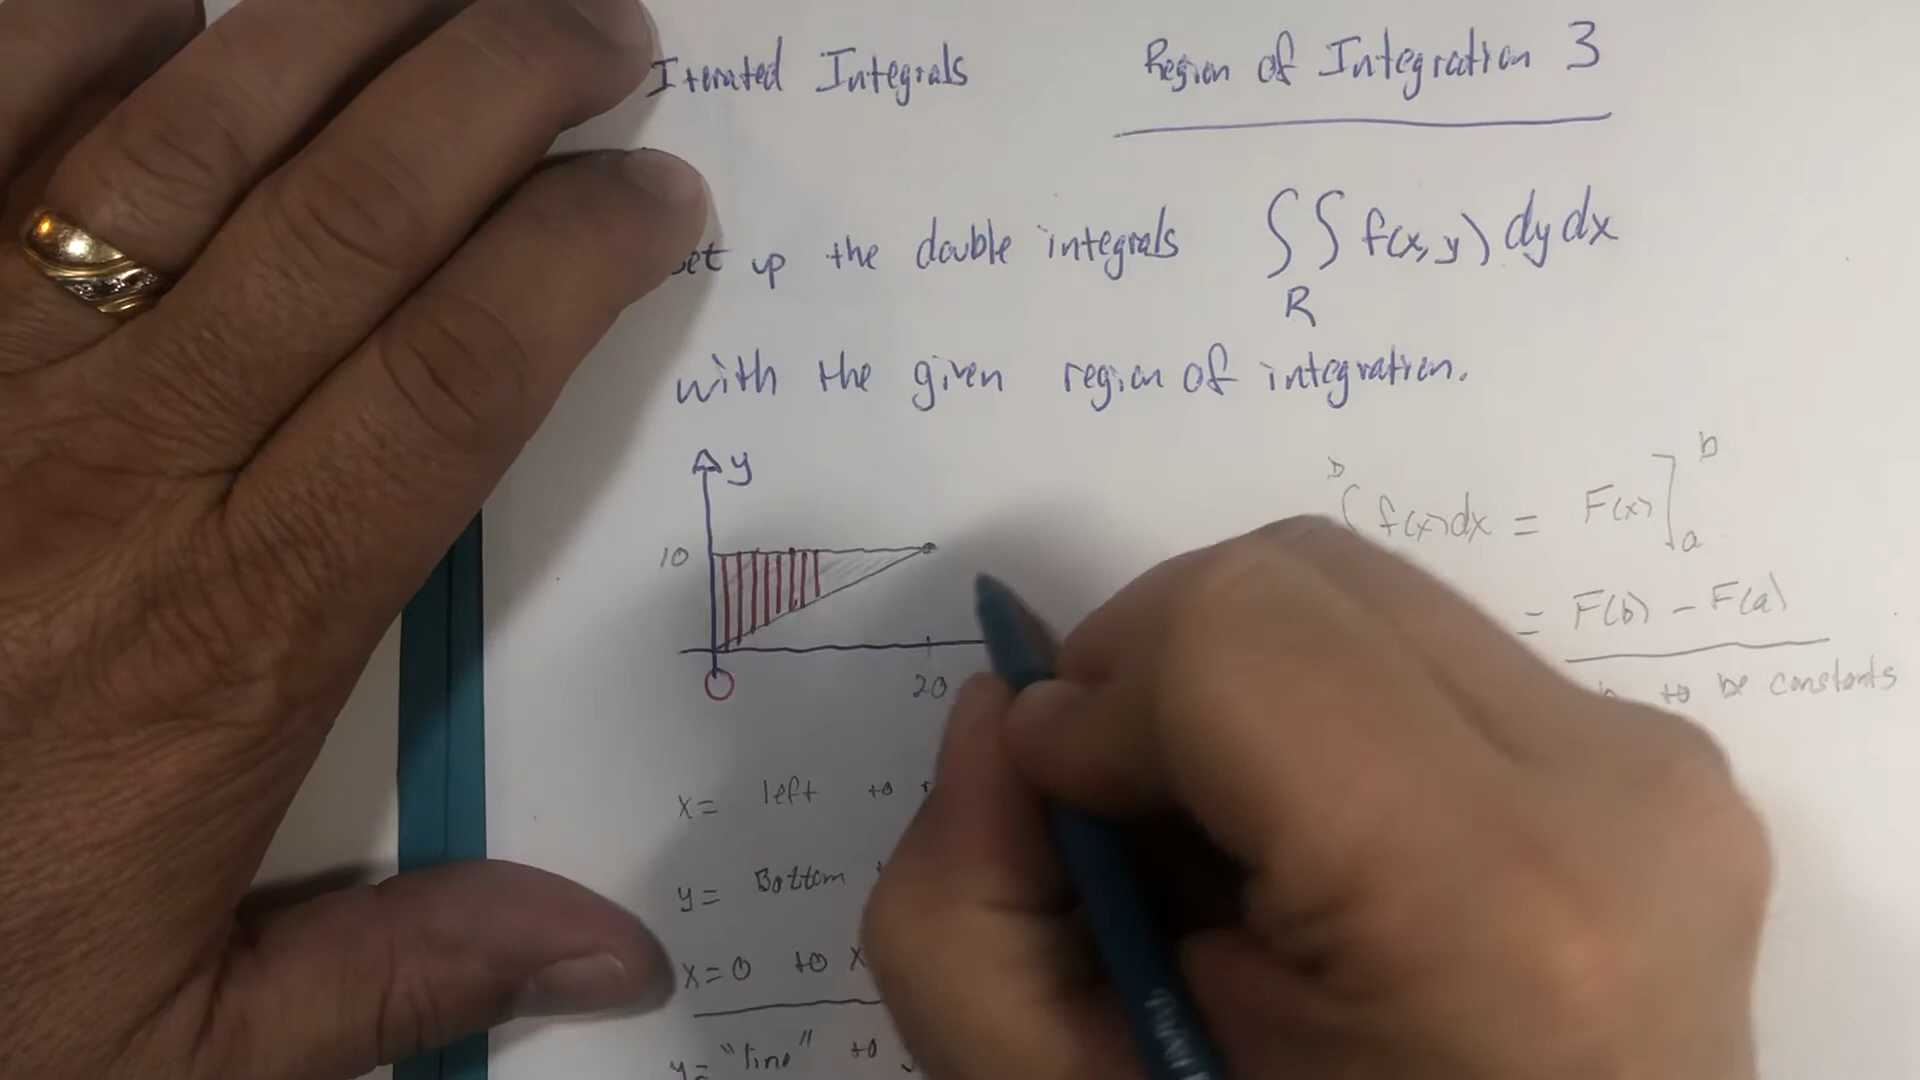 Iterated Integrals
Region of Integration 3
up the double integrals ∫∫ f(x,y) dy dx
R
with the given region of integration.
y
10
0
20
b
∫ f(x)dx = F(x)]
b
a
= F(b) - F(a)
to be constants
x = left to
y = Bottom
x=0 to x
y = "line" to